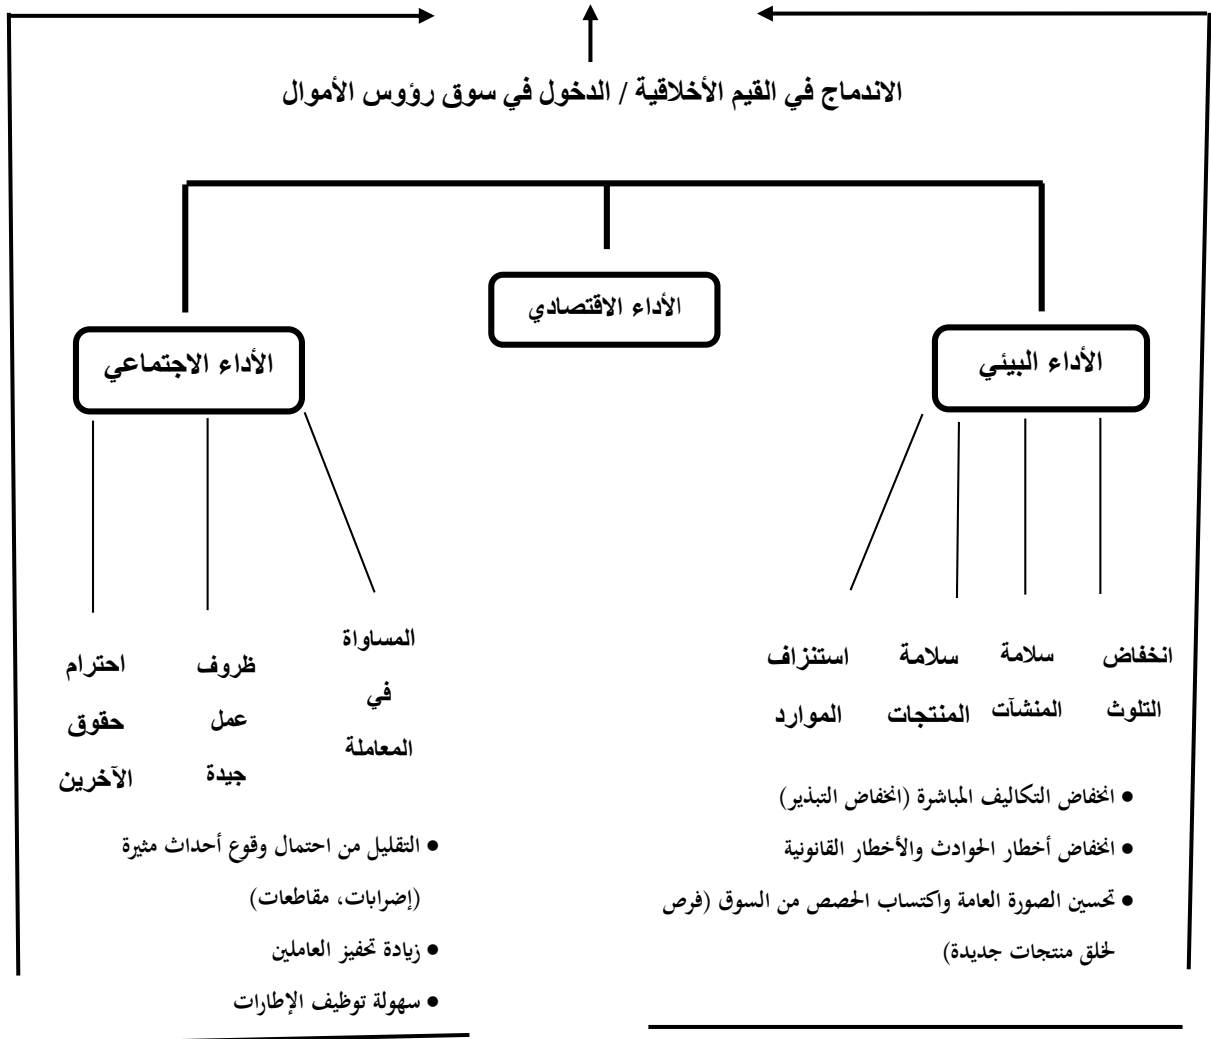 الاندماج في القيم الأخلاقية / الدخول في سوق رؤوس الأموال
الأداء الاقتصادي
الأداء البيئي
انخفاض
التلوث
سلامة
المنشآت
سلامة
المنتجات
استنزاف
الموارد
• انخفاض التكاليف المباشرة (انخفاض التبذير)
• انخفاض أخطار الحوادث والأخطار القانونية
• تحسين الصورة العامة واكتساب الحصص من السوق (فرص
لخلق منتجات جديدة)
الأداء الاجتماعي
المساواة
في
المعاملة
ظروف
عمل
جيدة
احترام
حقوق
الآخرين
• التقليل من احتمال وقوع أحداث مثيرة
(إضرابات، مقاطعات)
• زيادة تحفيز العاملين
• سهولة توظيف الإطارات